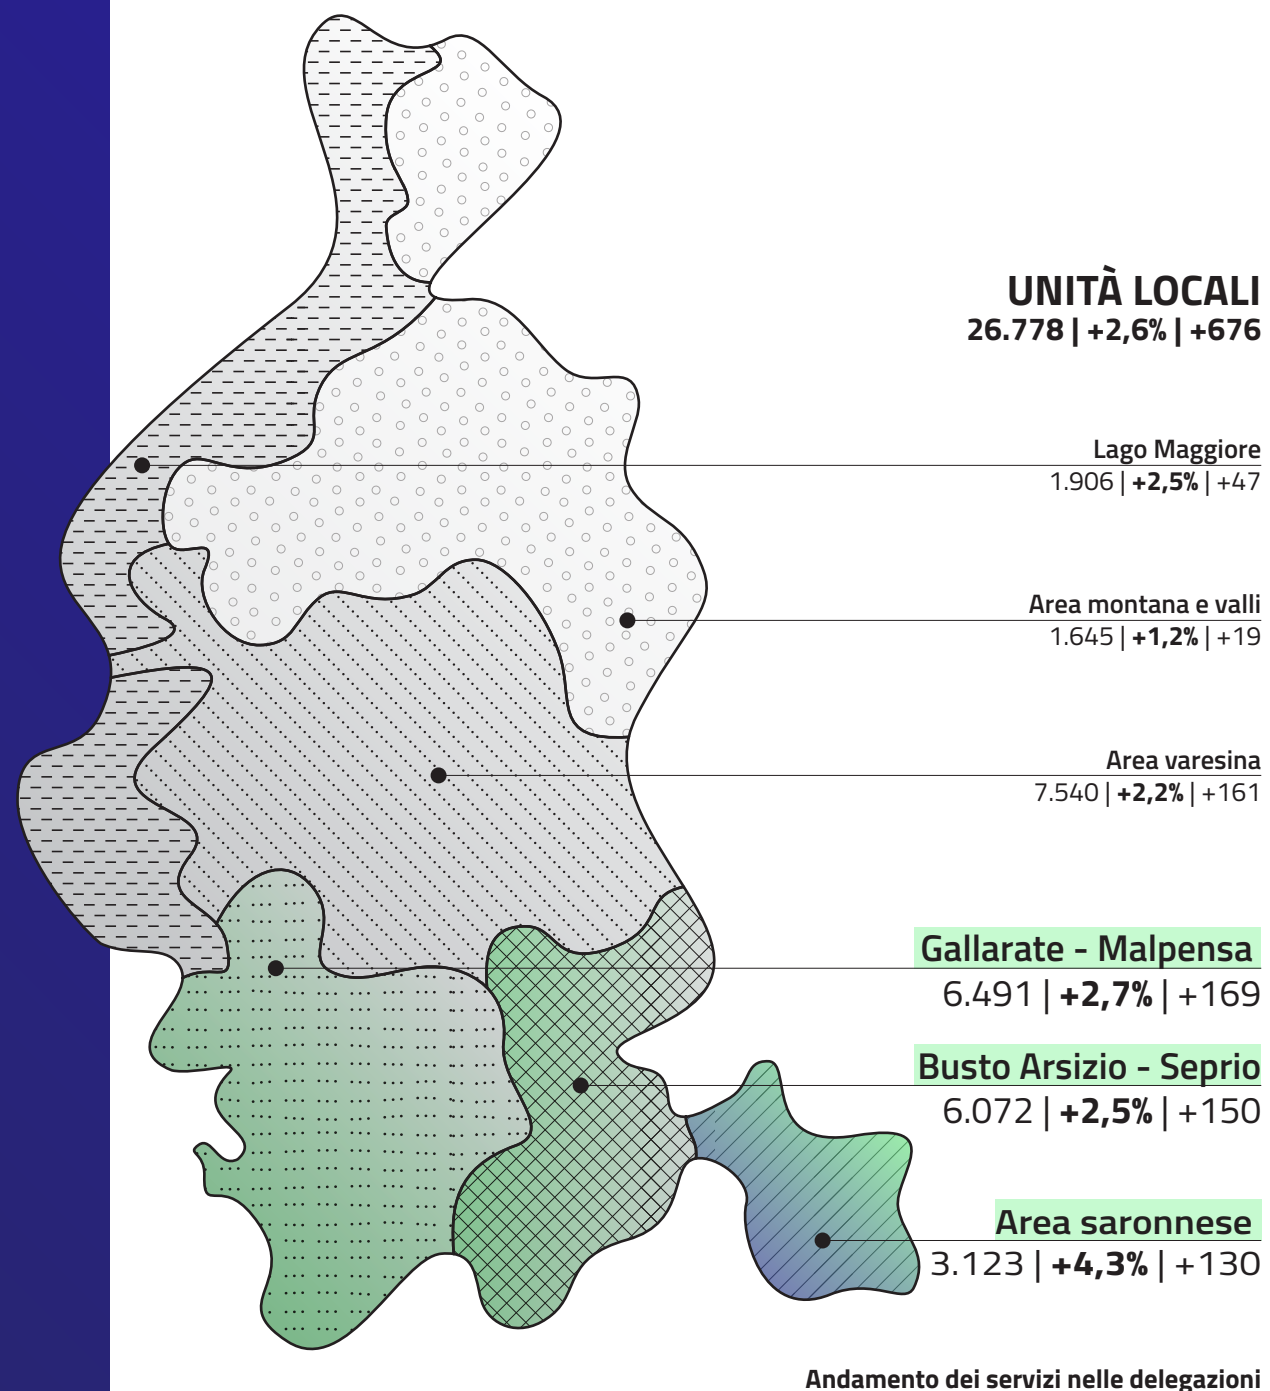 UNITÀ LOCALI
26.778 | +2,6% | +676
Lago Maggiore
1.906 | +2,5% | +47
Area montana e valli
1.645 | +1,2% | +19
Area varesina
7.540 | +2,2% | +161
Gallarate - Malpensa
6.491 | +2,7% | +169
Busto Arsizio - Seprio
6.072 | +2,5% | +150
Area saronnese
3.123 | +4,3% | +130
Andamento dei servizi nelle delegazioni